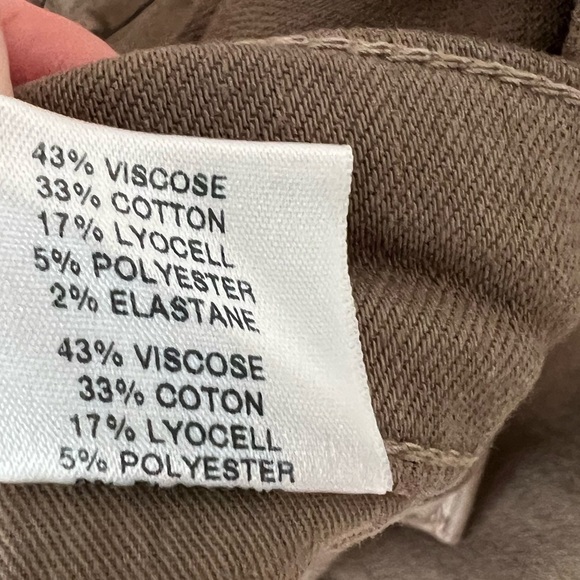 43% VISCOSE
33% COTTON
17% LYOCELL
5% POLYESTER
2% ELASTANE
43% VISCOSE
33% COTON
17% LYOCELL
5% POLYESTER